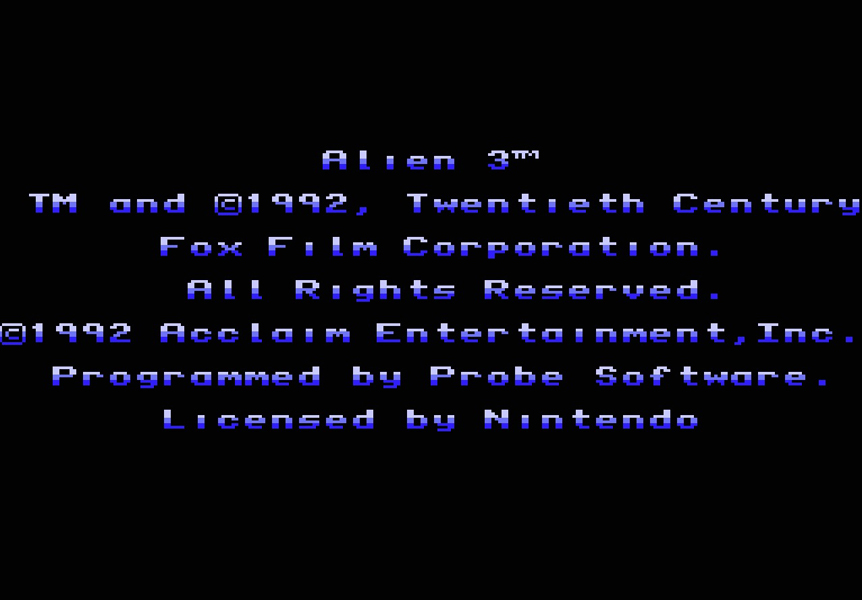 Alien 3™
TM and ©1992, Twentieth Century
Fox Film Corporation.
All Rights Reserved.
©1992 Acclaim Entertainment,Inc.
Programmed by Probe Software.
Licensed by Nintendo